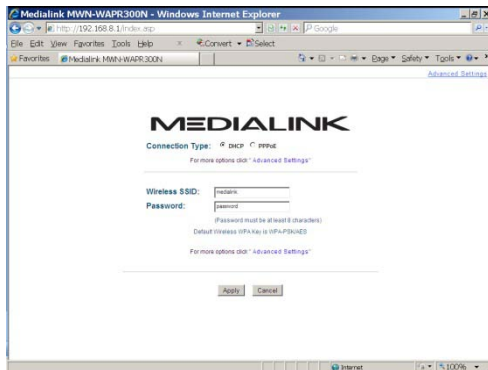 Medialink MWN-WAPR300N - Windows Internet Explorer
http://192.168.8.1/index.asp
Google
File Edit View Favorites Tools Help
Convert Select
Favorites Medialink MWN-WAPR300N
Page Safety Tools
Advanced Settings
MEDIALINK
Connection Type: DHCP PPPoE
For more options click "Advanced Settings"
Wireless SSID: medialink
Password: password
(Password must be at least 8 characters)
Default Wireless WPA Key is WPA-PSK/AES
For more options click "Advanced Settings"
Apply Cancel
Internet 100%